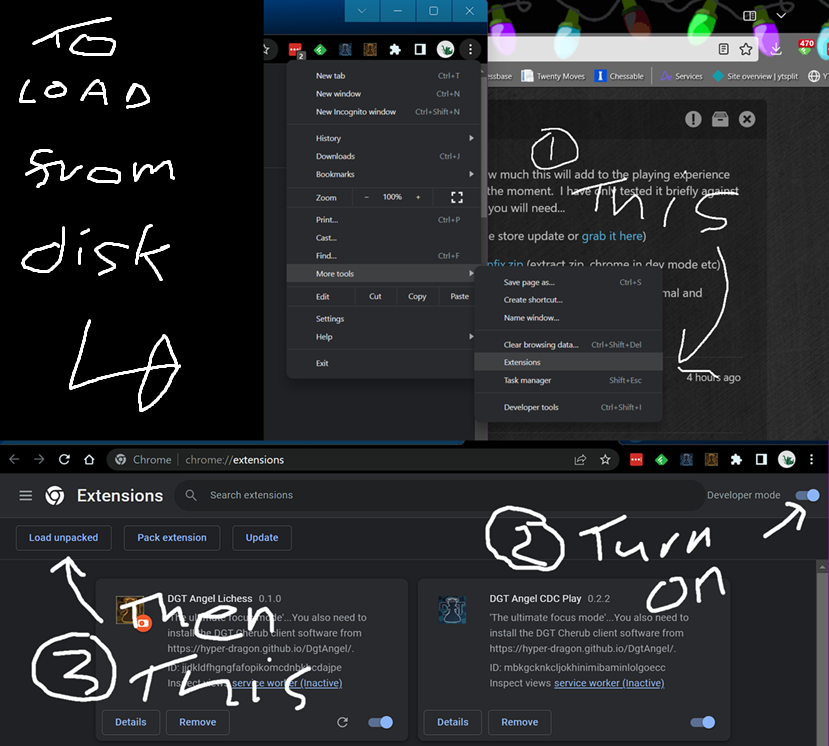 TO
LOAD
from
disk
2
New tab Ctrl+T
New window Ctrl+N
New Incognito window Ctrl+Shift+N
History
Downloads Ctrl+J
Bookmarks
Zoom − 100% +
Print... Ctrl+P
Cast...
Find... Ctrl+F
More tools
Edit Cut Copy Paste
Settings
Help
Exit
470
Twenty Moves Chessable Services Site overview | ytsplit
1
This
much this will add to the playing experience
the moment. I have only tested it briefly against
you will need...
store update or grab it here)
(extract zip, chrome in dev mode etc)
and
4 hours ago
Save page as... Ctrl+S
Create shortcut...
Name window...
Clear browsing data... Ctrl+Shift+Del
Extensions
Task manager Shift+Esc
Developer tools Ctrl+Shift+I
Chrome | chrome://extensions
Extensions Search extensions Developer mode
Load unpacked Pack extension Update
2 Turn
on
3 Then
This
DGT Angel Lichess 0.1.0
'The ultimate focus mode'...You also need to
install the DGT Cherub client software from
https://hyper-dragon.github.io/DgtAngel/.
Inspect views service worker (Inactive)
Details Remove
DGT Angel CDC Play 0.2.2
'The ultimate focus mode'...You also need to
install the DGT Cherub client software from
https://hyper-dragon.github.io/DgtAngel/.
ID: mbkgcknkcljokhinimibaminlolgoecc
Inspect views service worker (Inactive)
Details Remove